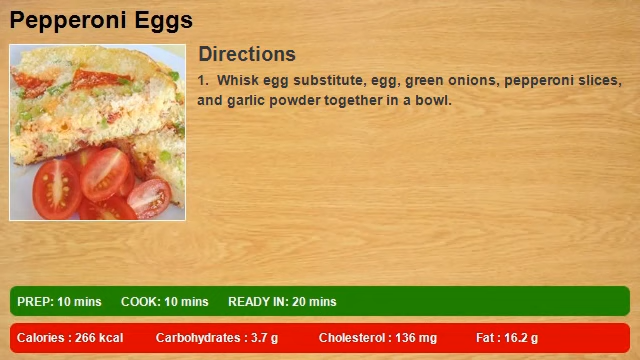 Pepperoni Eggs
Directions
1. Whisk egg substitute, egg, green onions, pepperoni slices,
and garlic powder together in a bowl.
PREP: 10 mins COOK: 10 mins READY IN: 20 mins
Calories : 266 kcal Carbohydrates : 3.7 g Cholesterol : 136 mg Fat : 16.2 g